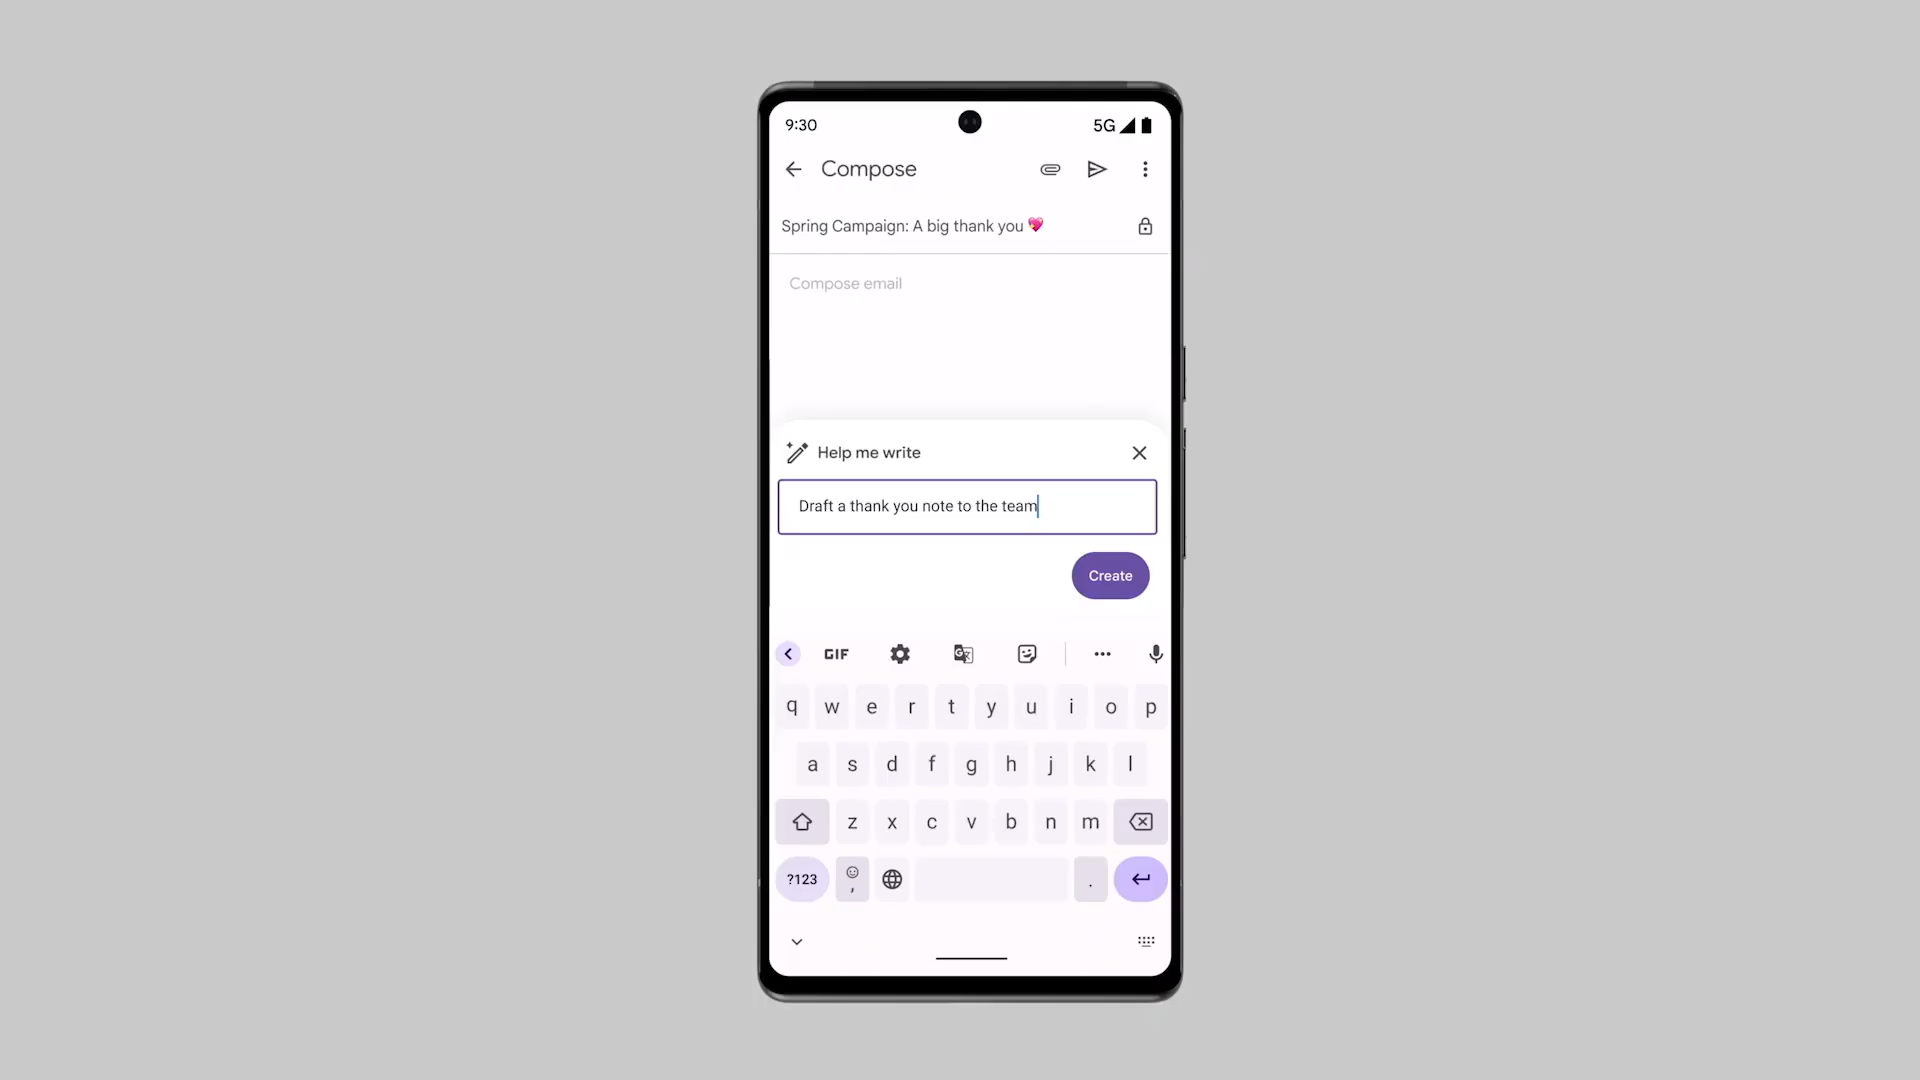 9:30 5G
Compose
Spring Campaign: A big thank you 💖
Compose email
Help me write
Draft a thank you note to the team
Create
GIF
q w e r t y u i o p
a s d f g h j k l
z x c v b n m
?123 , .